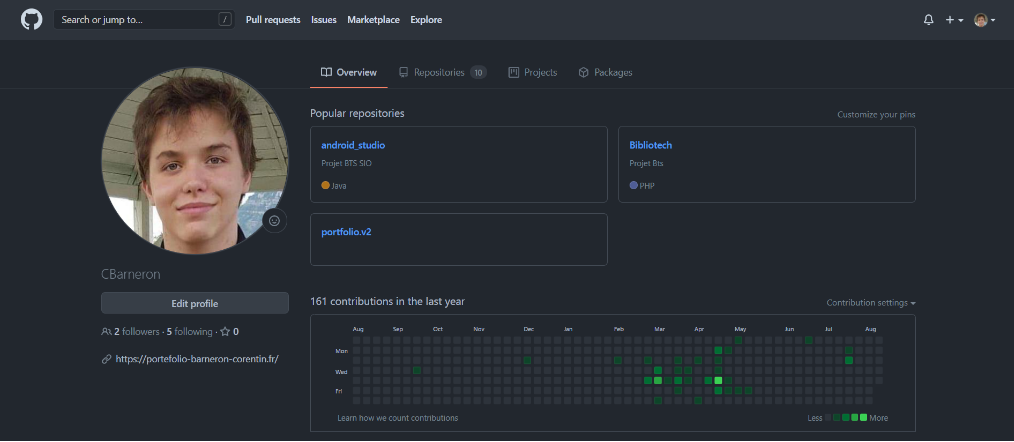 Search or jump to... / Pull requests Issues Marketplace Explore
Overview Repositories 10 Projects Packages
Popular repositories Customize your pins
android_studio
Projet BTS SIO
Java
Bibliotech
Projet Bts
PHP
portfolio.v2
CBarneron
Edit profile
2 followers · 5 following · 0
https://portefolio-barneron-corentin.fr/
161 contributions in the last year Contribution settings
Aug Sep Oct Nov Dec Jan Feb Mar Apr May Jun Jul Aug
Mon
Wed
Fri
Learn how we count contributions Less More